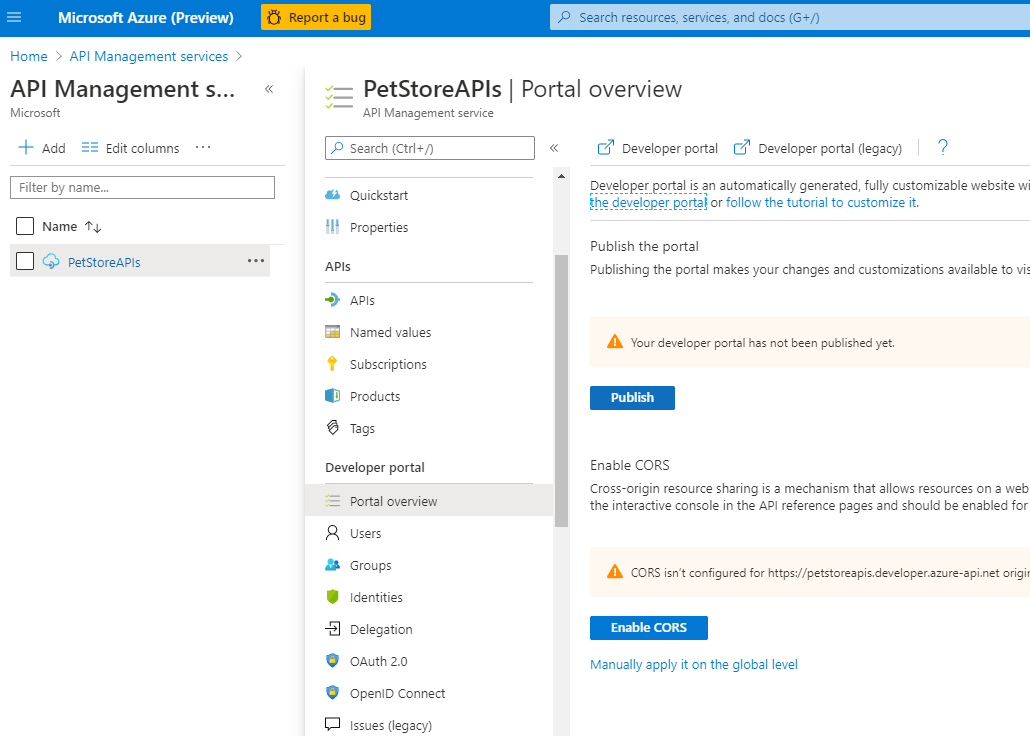 Microsoft Azure (Preview)
Report a bug
Search resources, services, and docs (G+/)
Home > API Management services >
API Management s... «
Microsoft
+ Add
Edit columns
...
Filter by name...
Name ↑↓
PetStoreAPIs ...
PetStoreAPIs | Portal overview
API Management service
Search (Ctrl+/) «
Quickstart
Properties
APIs
APIs
Named values
Subscriptions
Products
Tags
Developer portal
Portal overview
Users
Groups
Identities
Delegation
OAuth 2.0
OpenID Connect
Issues (legacy)
Developer portal
Developer portal (legacy)
?
Developer portal is an automatically generated, fully customizable website wi
the developer portal or follow the tutorial to customize it.
Publish the portal
Publishing the portal makes your changes and customizations available to vis
Your developer portal has not been published yet.
Publish
Enable CORS
Cross-origin resource sharing is a mechanism that allows resources on a web
the interactive console in the API reference pages and should be enabled for
CORS isn't configured for https://petstoreapis.developer.azure-api.net origin
Enable CORS
Manually apply it on the global level